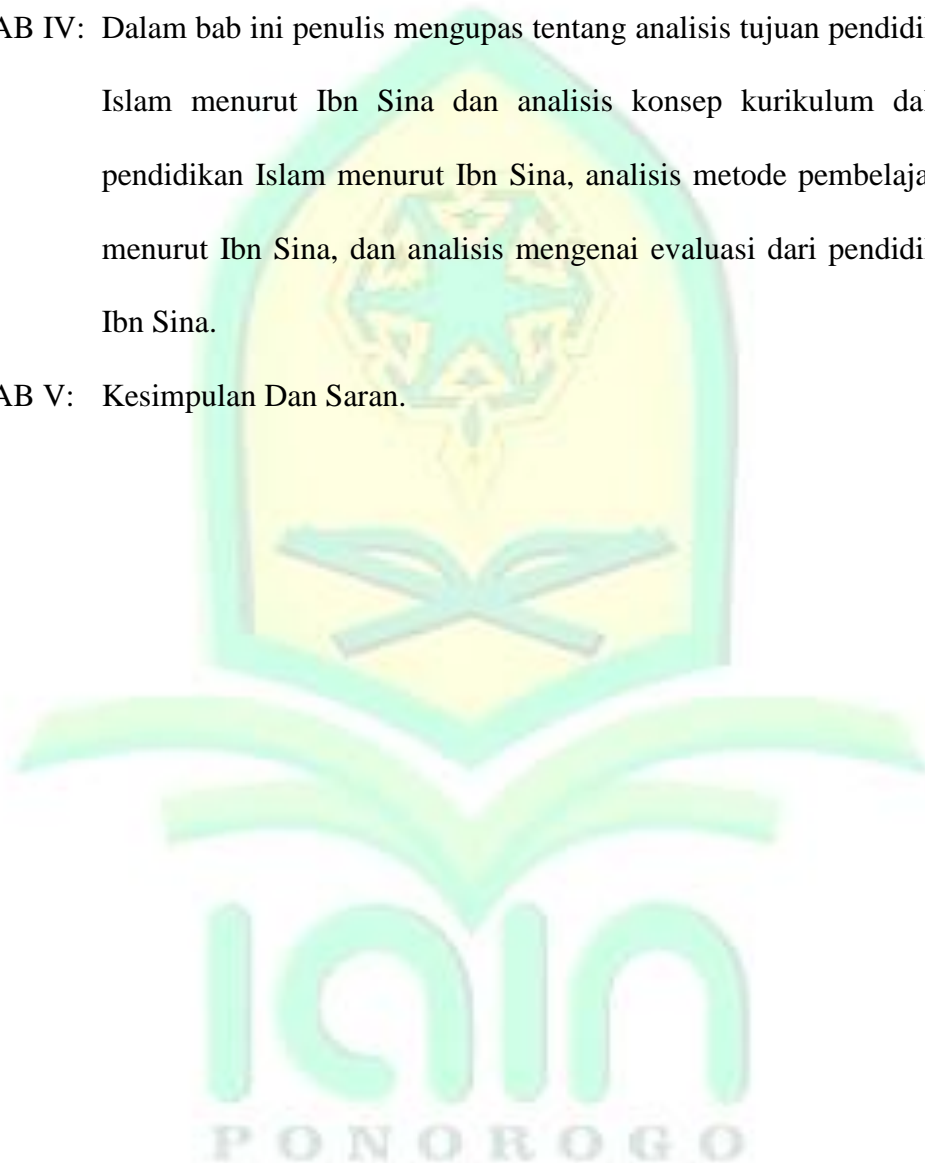 AB IV: Dalam bab ini penulis mengupas tentang analisis tujuan pendidi
Islam menurut Ibn Sina dan analisis konsep kurikulum da
pendidikan Islam menurut Ibn Sina, analisis metode pembelaja
menurut Ibn Sina, dan analisis mengenai evaluasi dari pendidi
Ibn Sina.
AB V: Kesimpulan Dan Saran.
iain
PONOROGO